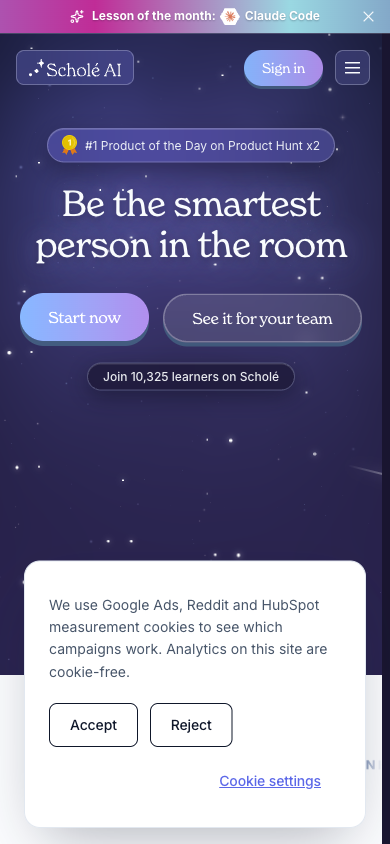 Lesson of the month: Claude Code
Scholé AI
Sign in
1
#1 Product of the Day on Product Hunt x2
Be the smartest
person in the room
Start now
See it for your team
Join 10,325 learners on Scholé
We use Google Ads, Reddit and HubSpot
measurement cookies to see which
campaigns work. Analytics on this site are
cookie-free.
Accept
Reject
Cookie settings